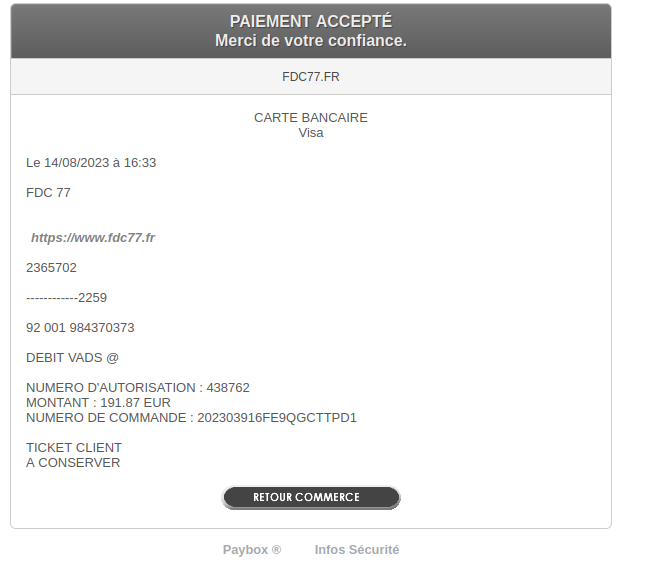 PAIEMENT ACCEPTÉ
Merci de votre confiance.
FDC77.FR
CARTE BANCAIRE
Visa
Le 14/08/2023 à 16:33
FDC 77
https://www.fdc77.fr
2365702
------------2259
92 001 984370373
DEBIT VADS @
NUMERO D'AUTORISATION : 438762
MONTANT : 191.87 EUR
NUMERO DE COMMANDE : 202303916FE9QGCTTPD1
TICKET CLIENT
A CONSERVER
RETOUR COMMERCE
Paybox ® Infos Sécurité